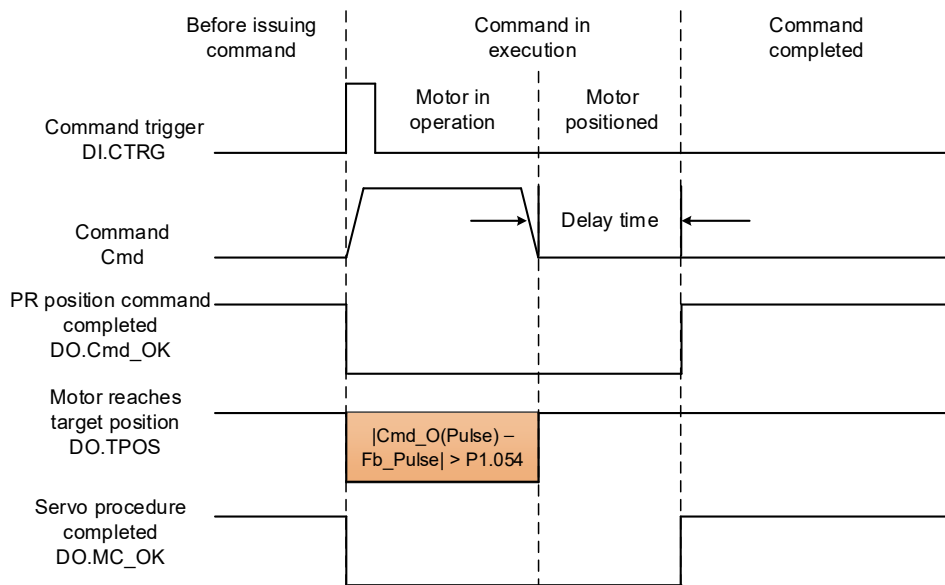 Before issuing
command
Command in
execution
Command
completed
Motor in
operation
Motor
positioned
Command trigger
DI.CTRG
Command
Cmd
Delay time
PR position command
completed
DO.Cmd_OK
Motor reaches
target position
DO.TPOS
|Cmd_O(Pulse) –
Fb_Pulse| > P1.054
Servo procedure
completed
DO.MC_OK